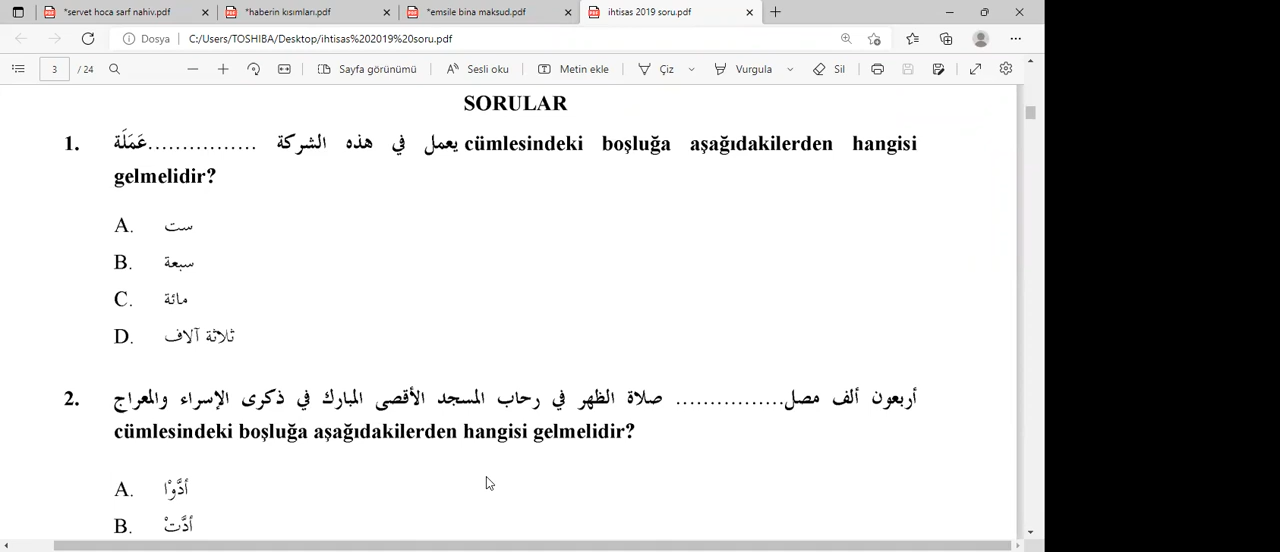 *servet hoca sarf nahiv.pdf
*haberin kısımları.pdf
*emsile bina maksud.pdf
ihtisas 2019 soru.pdf
Dosya C:/Users/TOSHIBA/Desktop/ihtisas%202019%20soru.pdf
3 / 24 Sayfa görünümü Sesli oku Metin ekle Çiz Vurgula Sil
SORULAR
1. يعمل في هذه الشركة ................عَمَلَة cümlesindeki boşluğa aşağıdakilerden hangisi
gelmelidir?
A. ست
B. سبعة
C. مائة
D. ثلاثة آلاف
2. أربعون ألف مصل................ صلاة الظهر في رحاب المسجد الأقصى المبارك في ذكرى الإسراء والمعراج
cümlesindeki boşluğa aşağıdakilerden hangisi gelmelidir?
A. أدَّوْا
B. أدَّتْ